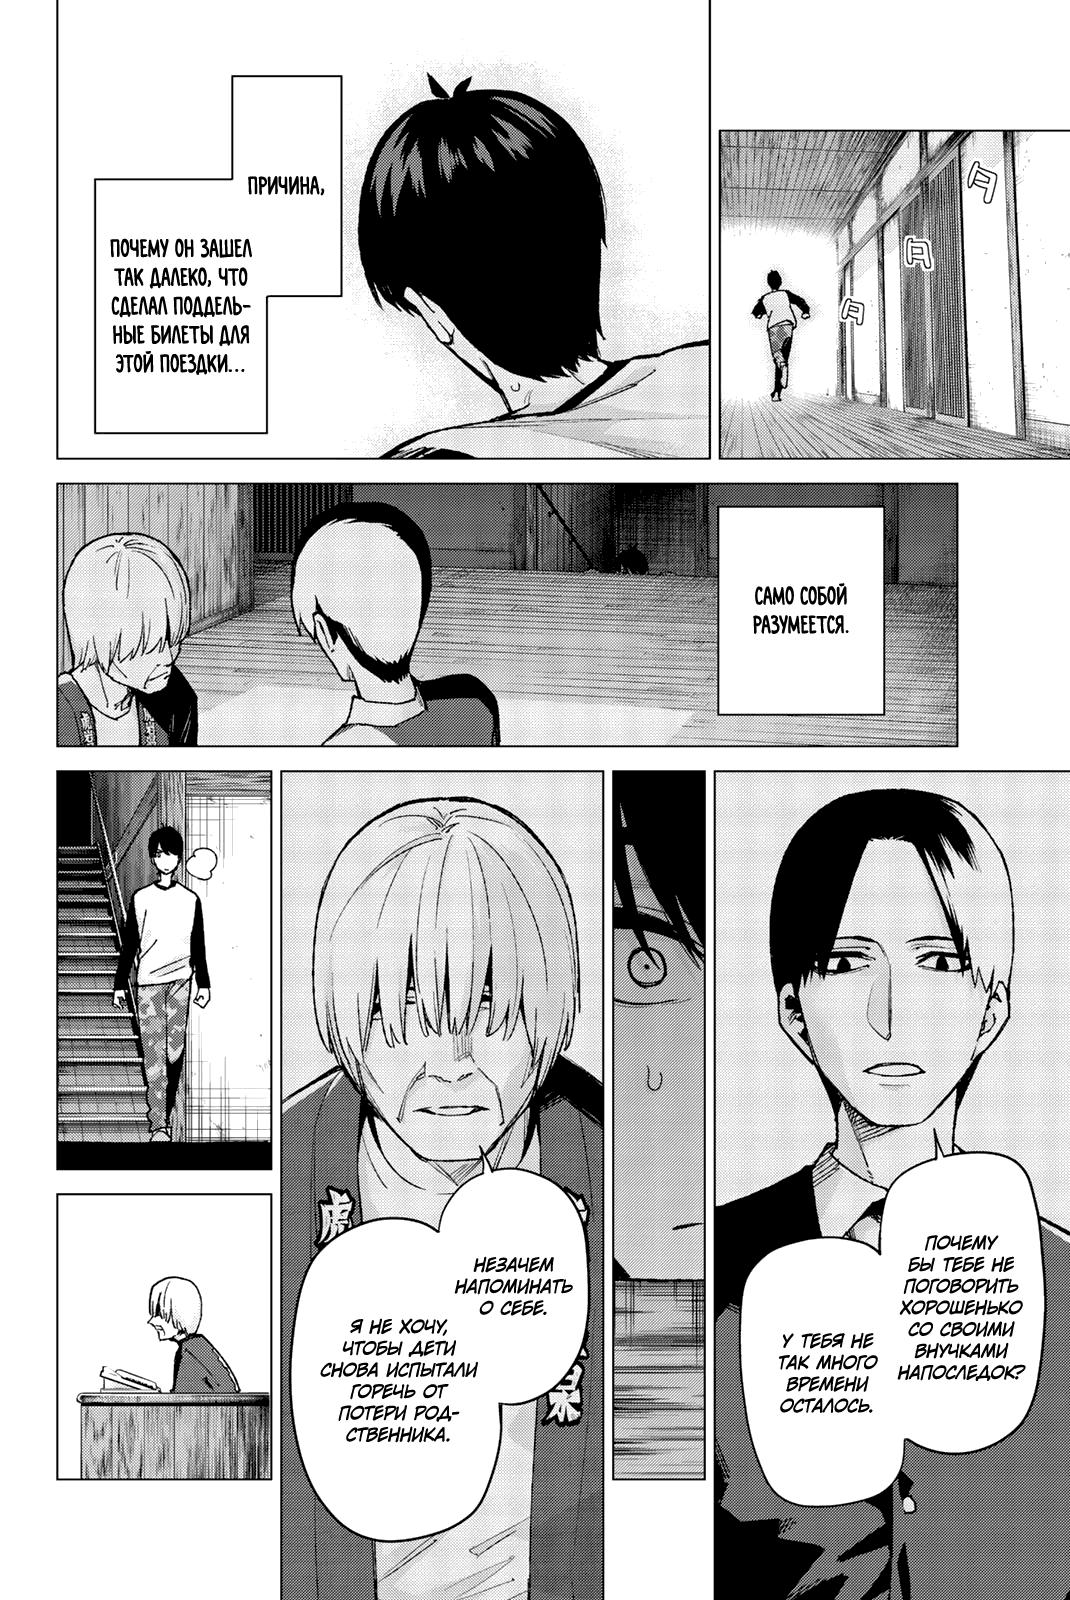 ПРИЧИНА,
ПОЧЕМУ ОН ЗАШЕЛ
ТАК ДАЛЕКО, ЧТО
СДЕЛАЛ ПОДДЕЛЬ-
НЫЕ БИЛЕТЫ ДЛЯ
ЭТОЙ ПОЕЗДКИ...
САМО СОБОЙ
РАЗУМЕЕТСЯ.
ПОЧЕМУ
БЫ ТЕБЕ НЕ
ПОГОВОРИТЬ
ХОРОШЕНЬКО
СО СВОИМИ
ВНУЧКАМИ
НАПОСЛЕДОК?
У ТЕБЯ НЕ
ТАК МНОГО
ВРЕМЕНИ
ОСТАЛОСЬ.
НЕЗАЧЕМ
НАПОМИНАТЬ
О СЕБЕ.
Я НЕ ХОЧУ,
ЧТОБЫ ДЕТИ
СНОВА ИСПЫТАЛИ
ГОРЕЧЬ ОТ
ПОТЕРИ РОД-
СТВЕННИКА.